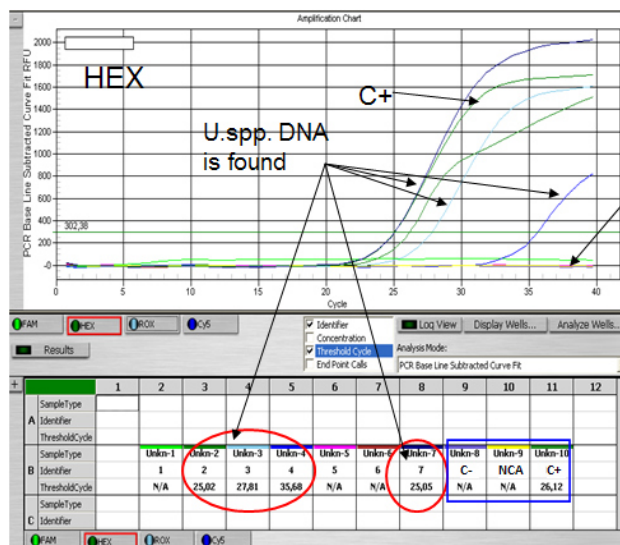 Amplification Chart
PCR Base Line Subtracted Curve Fit RFU
2000
1800
1600
1400
1200
1000
800
600
400
200
-0
HEX
C+
U.spp. DNA
is found
302,38
0 5 10 15 20 25 30 35 40
Cycle
FAM HEX ROX Cy5
Results
Identifier
Concentration
Threshold Cycle
End Point Calls
Log View Display Wells... Analyze Wells..
Analysis Mode:
PCR Base Line Subtracted Curve Fit
1 2 3 4 5 6 7 8 9 10 11 12
SampleType
A Identifier
ThresholdCycle
SampleType Unkn-1 Unkn-2 Unkn-3 Unkn-4 Unkn-5 Unkn-6 Unkn-7 Unkn-8 Unkn-9 Unkn-10
B Identifier 1 2 3 4 5 6 7 C- NCA C+
ThresholdCycle N/A 25,02 27,81 35,68 N/A N/A 25,05 N/A N/A 26,12
SampleType
C Identifier
FAM HEX ROX Cy5